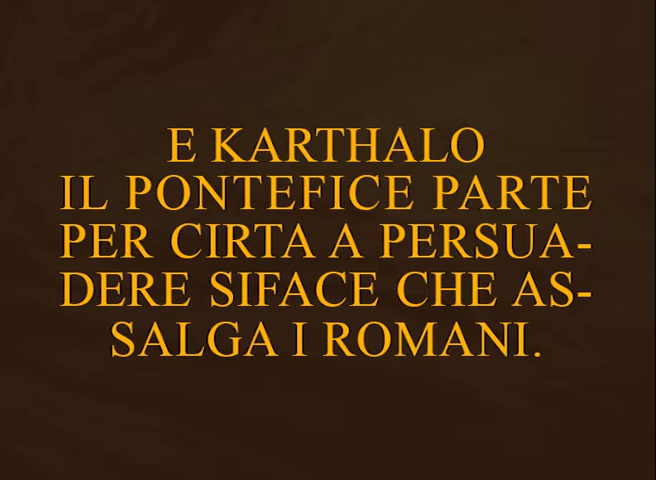 E KARTHALO
IL PONTEFICE PARTE
PER CIRTA A PERSUA-
DERE SIFACE CHE AS-
SALGA I ROMANI.